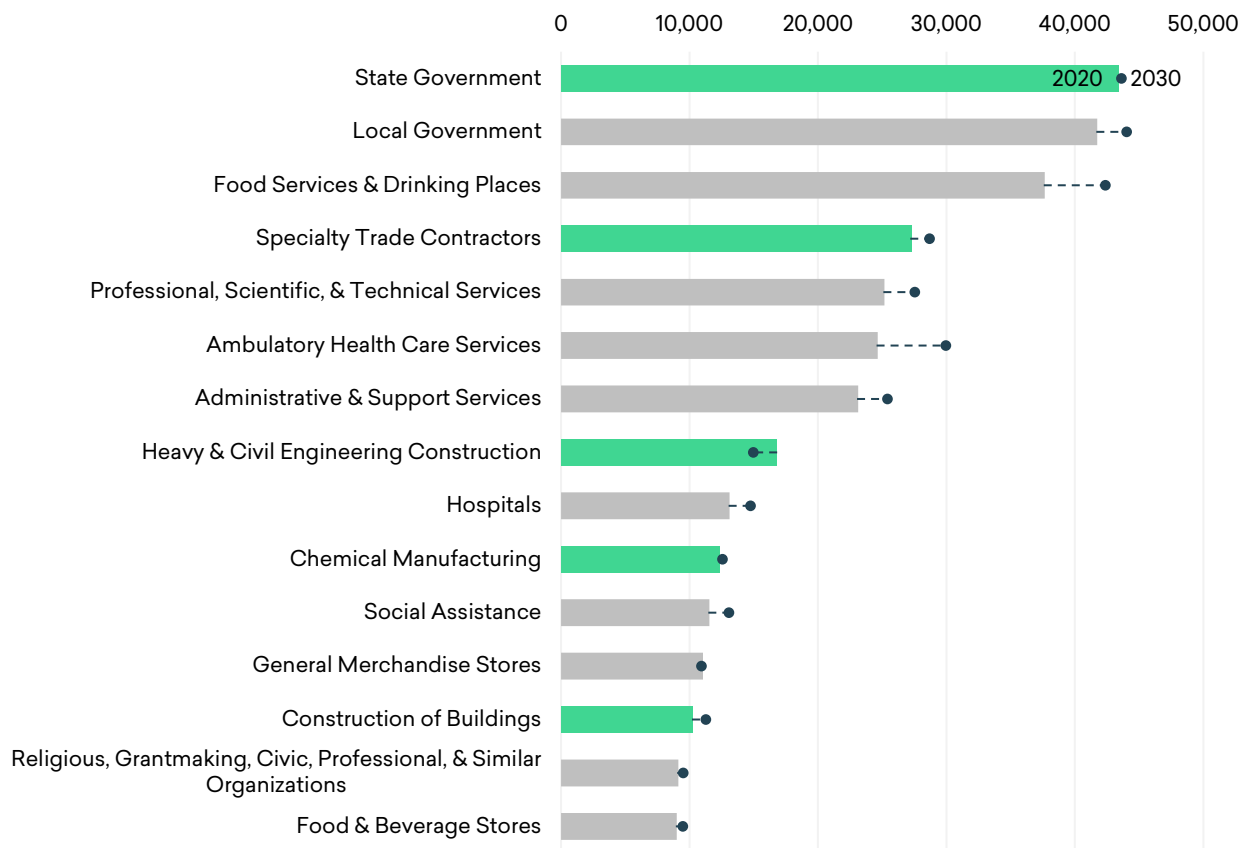 0 10,000 20,000 30,000 40,000 50,000
State Government 2020 2030
Local Government
Food Services & Drinking Places
Specialty Trade Contractors
Professional, Scientific, & Technical Services
Ambulatory Health Care Services
Administrative & Support Services
Heavy & Civil Engineering Construction
Hospitals
Chemical Manufacturing
Social Assistance
General Merchandise Stores
Construction of Buildings
Religious, Grantmaking, Civic, Professional, & Similar
Organizations
Food & Beverage Stores